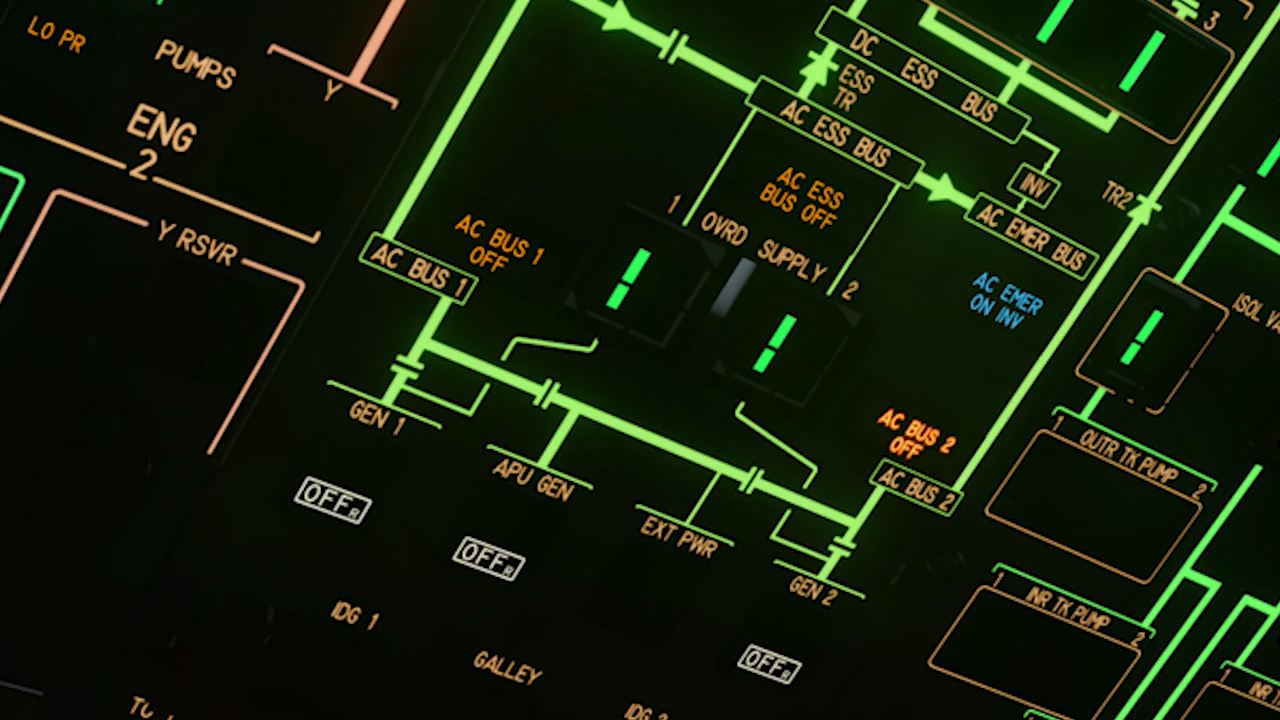 LO PR
PUMPS
Y
ENG
2
Y RSVR
3
DC ESS BUS
ESS
TR
AC ESS BUS
AC ESS
BUS OFF
INV
TR2
AC EMER BUS
AC EMER
ON INV
1 OVRD SUPPLY 2
AC BUS 1
OFF
AC BUS 1
AC BUS 2
OFF
AC BUS 2
GEN 1
APU GEN
EXT PWR
GEN 2
OFF R
OFF R
OFF R
IDG 1
GALLEY
ISOL
1 OUTR TK PUMP 2
1 INR TK PUMP 2
1